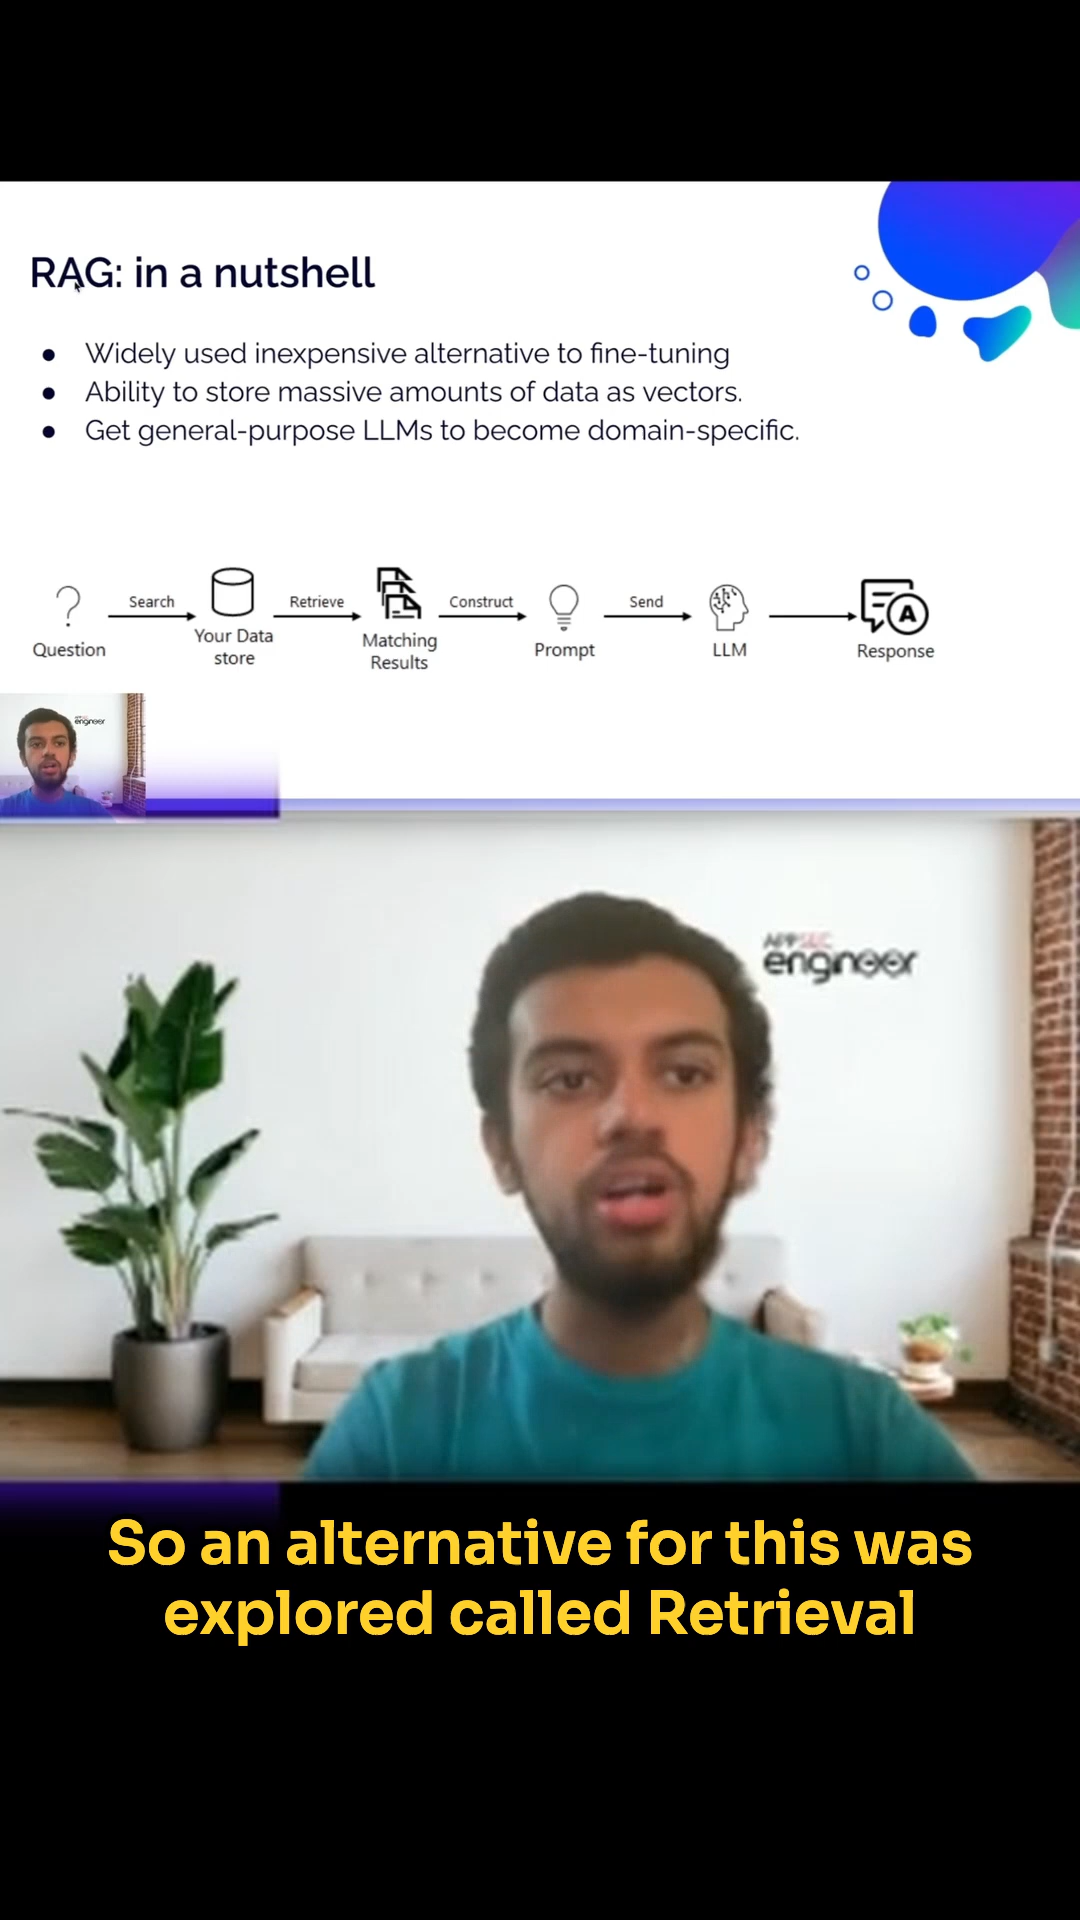 RAG: in a nutshell
● Widely used inexpensive alternative to fine-tuning
● Ability to store massive amounts of data as vectors.
● Get general-purpose LLMs to become domain-specific.
Search
Retrieve
Construct
Send
A
Question
Your Data
store
Matching
Results
Prompt
LLM
Response
engineer
APPSEC
engineer
So an alternative for this was
explored called Retrieval